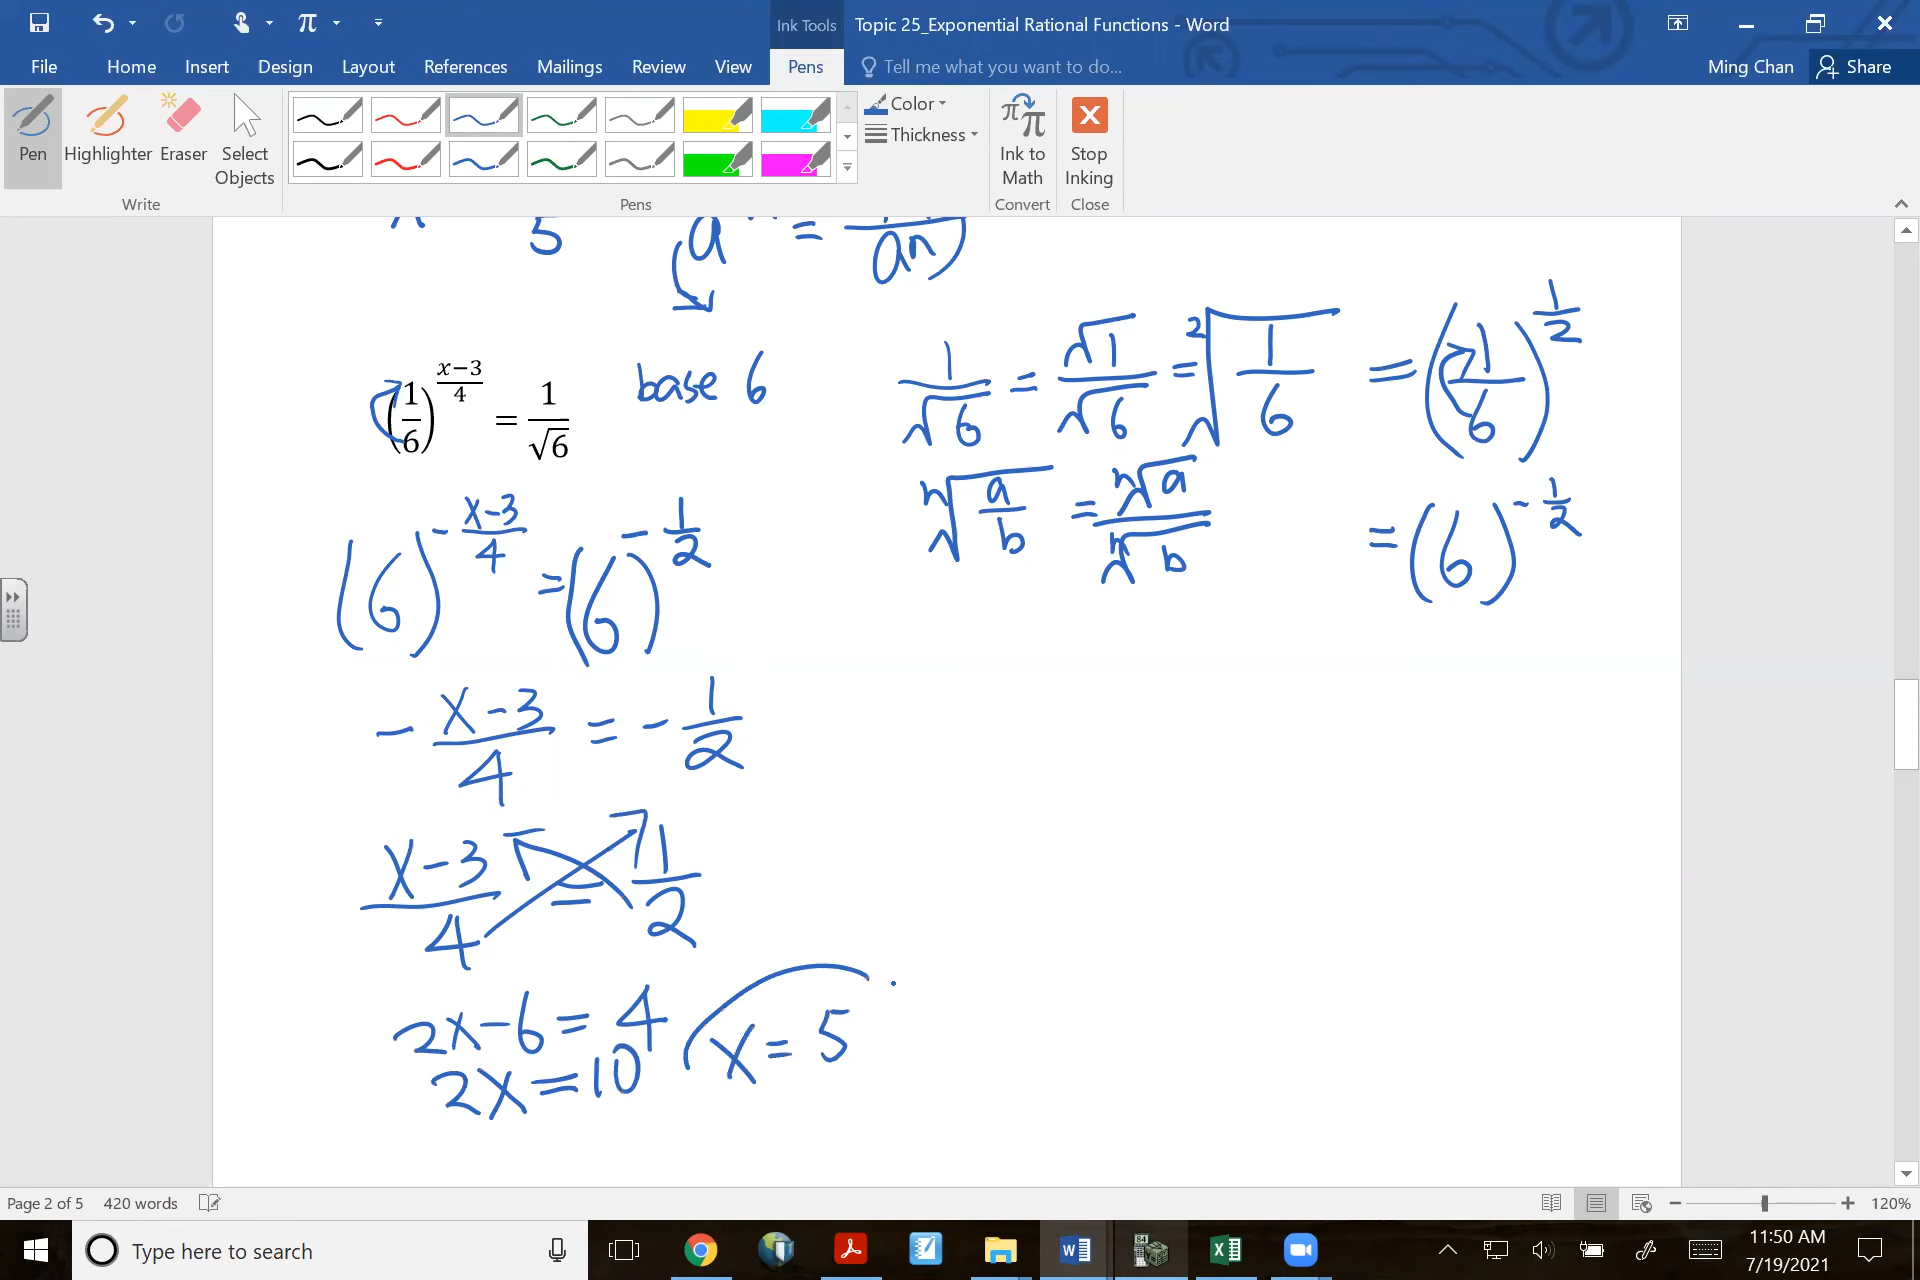 Ink Tools
Topic 25_Exponential Rational Functions - Word
File Home Insert Design Layout References Mailings Review View Pens Tell me what you want to do... Ming Chan Share
Pen Highlighter Eraser Select Objects
Color
Thickness
Ink to Math
Stop Inking
Write Pens Convert Close
5 a = an
(1/6)^((x−3)/4) = 1/√6
base 6
1/√6 = √1/√6 = ²√(1/6) = (1/6)^(1/2)
ⁿ√(a/b) = ⁿ√a/ⁿ√b
= (6)^(-1/2)
(6)^(-(x-3)/4) = (6)^(-1/2)
- (x-3)/4 = - 1/2
(x-3)/4 = 1/2
2x-6 = 4
2x = 10
x = 5
Page 2 of 5 420 words
120%
Type here to search
84
11:50 AM
7/19/2021